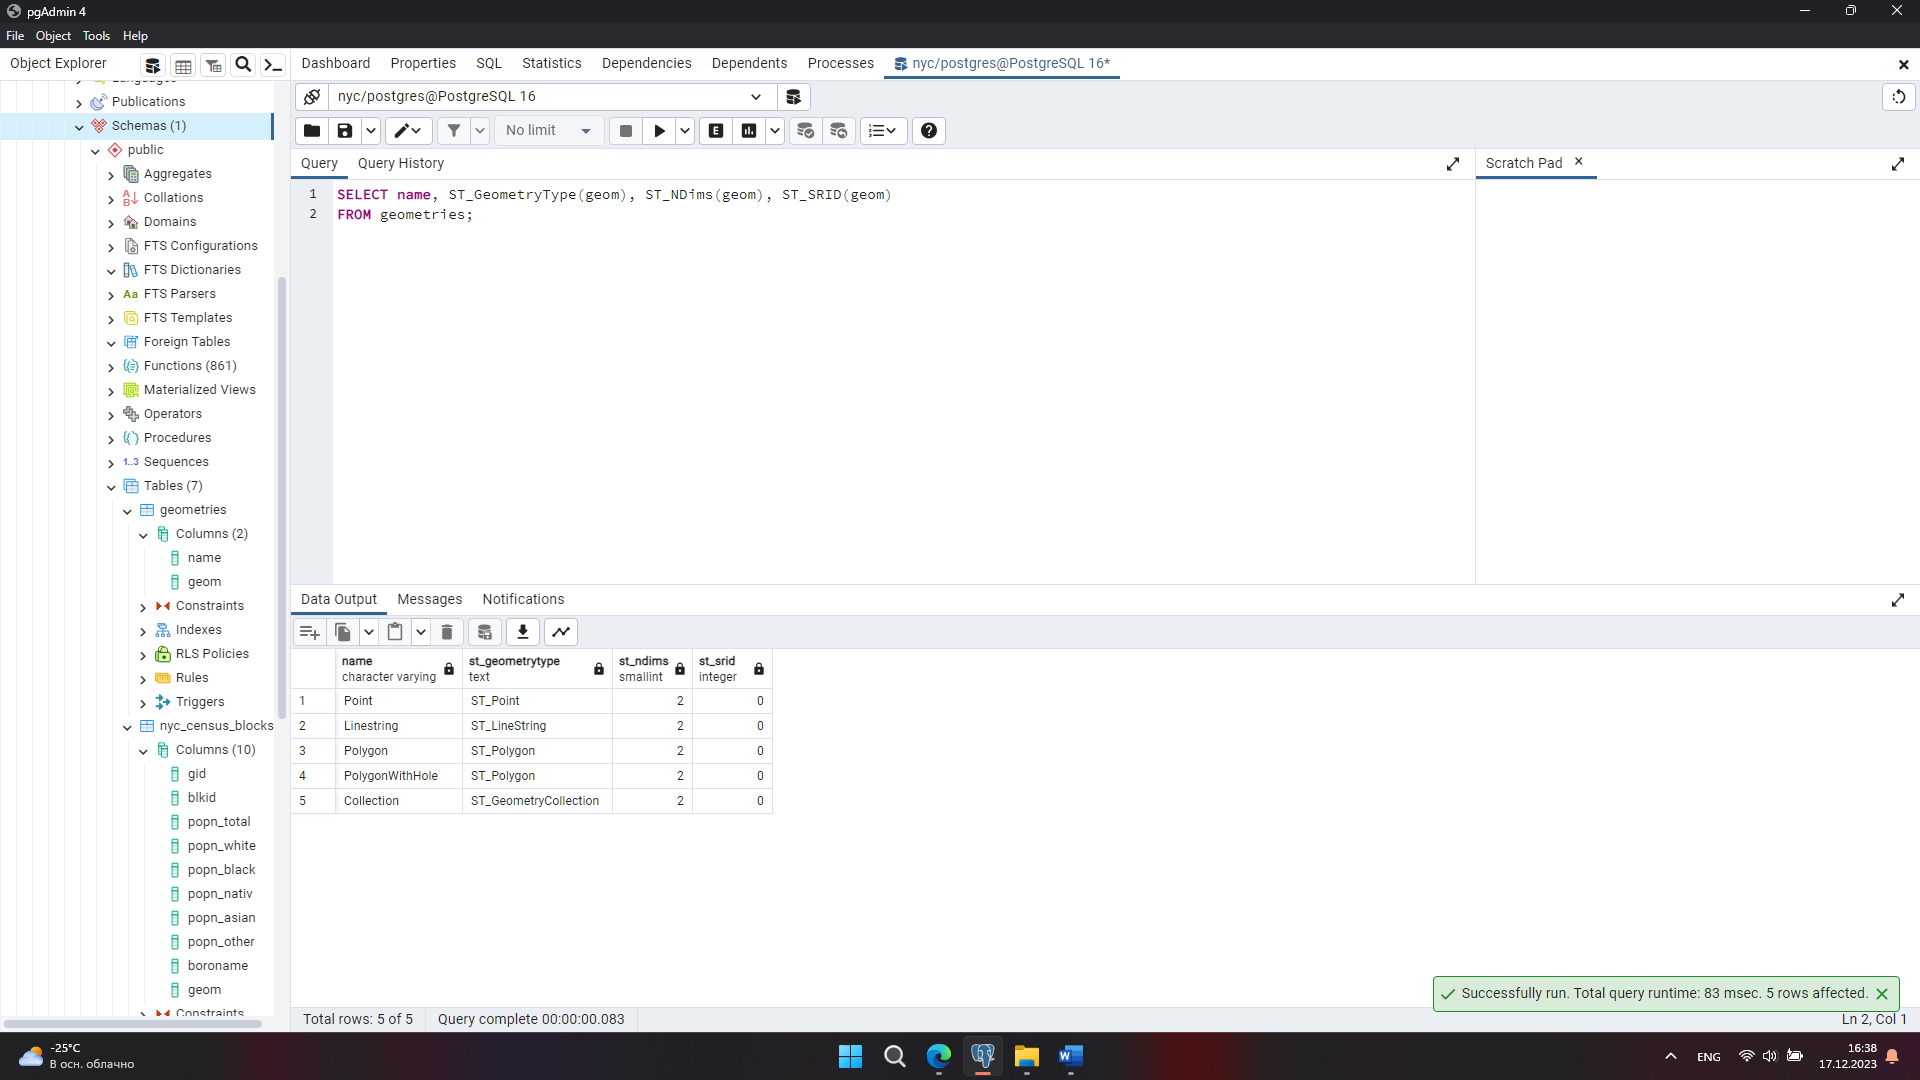 pgAdmin 4
File Object Tools Help
Object Explorer
Dashboard Properties SQL Statistics Dependencies Dependents Processes nyc/postgres@PostgreSQL 16*
Languages
Publications
Schemas (1)
public
Aggregates
Collations
Domains
FTS Configurations
FTS Dictionaries
FTS Parsers
FTS Templates
Foreign Tables
Functions (861)
Materialized Views
Operators
Procedures
1..3 Sequences
Tables (7)
geometries
Columns (2)
name
geom
Constraints
Indexes
RLS Policies
Rules
Triggers
nyc_census_blocks
Columns (10)
gid
blkid
popn_total
popn_white
popn_black
popn_nativ
popn_asian
popn_other
boroname
geom
Constraints
nyc/postgres@PostgreSQL 16
No limit
E
Query Query History
Scratch Pad
1 SELECT name, ST_GeometryType(geom), ST_NDims(geom), ST_SRID(geom)
2 FROM geometries;
Data Output Messages Notifications
name st_geometrytype st_ndims st_srid
character varying text smallint integer
1 Point ST_Point 2 0
2 Linestring ST_LineString 2 0
3 Polygon ST_Polygon 2 0
4 PolygonWithHole ST_Polygon 2 0
5 Collection ST_GeometryCollection 2 0
Successfully run. Total query runtime: 83 msec. 5 rows affected.
Total rows: 5 of 5 Query complete 00:00:00.083 Ln 2, Col 1
-25°C
В осн. облачно
ENG
16:38
17.12.2023